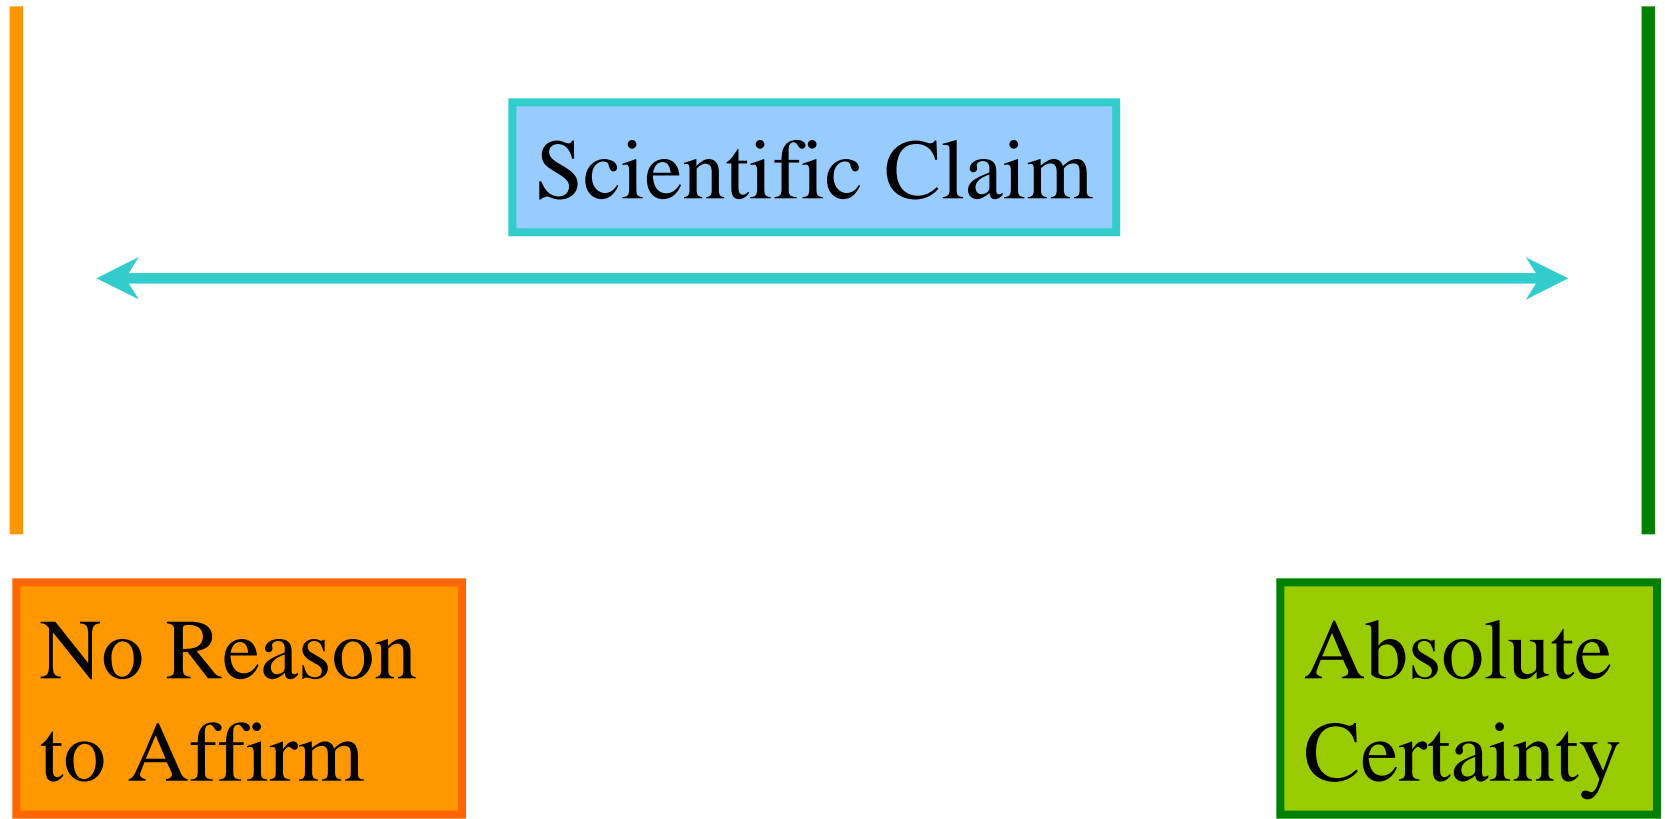 Scientific Claim
No Reason
to Affirm
Absolute
Certainty